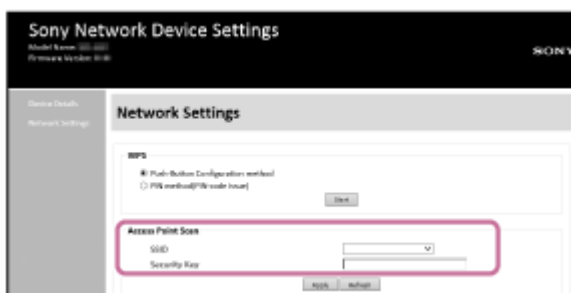 Sony Network Device Settings
Model Name
Firmware Version
SONY
Device Details
Network Settings
Network Settings
WPS
Push-Button Configuration method
PIN method(PIN code issue)
Start
Access Point Scan
SSID
Security Key
Apply Refresh